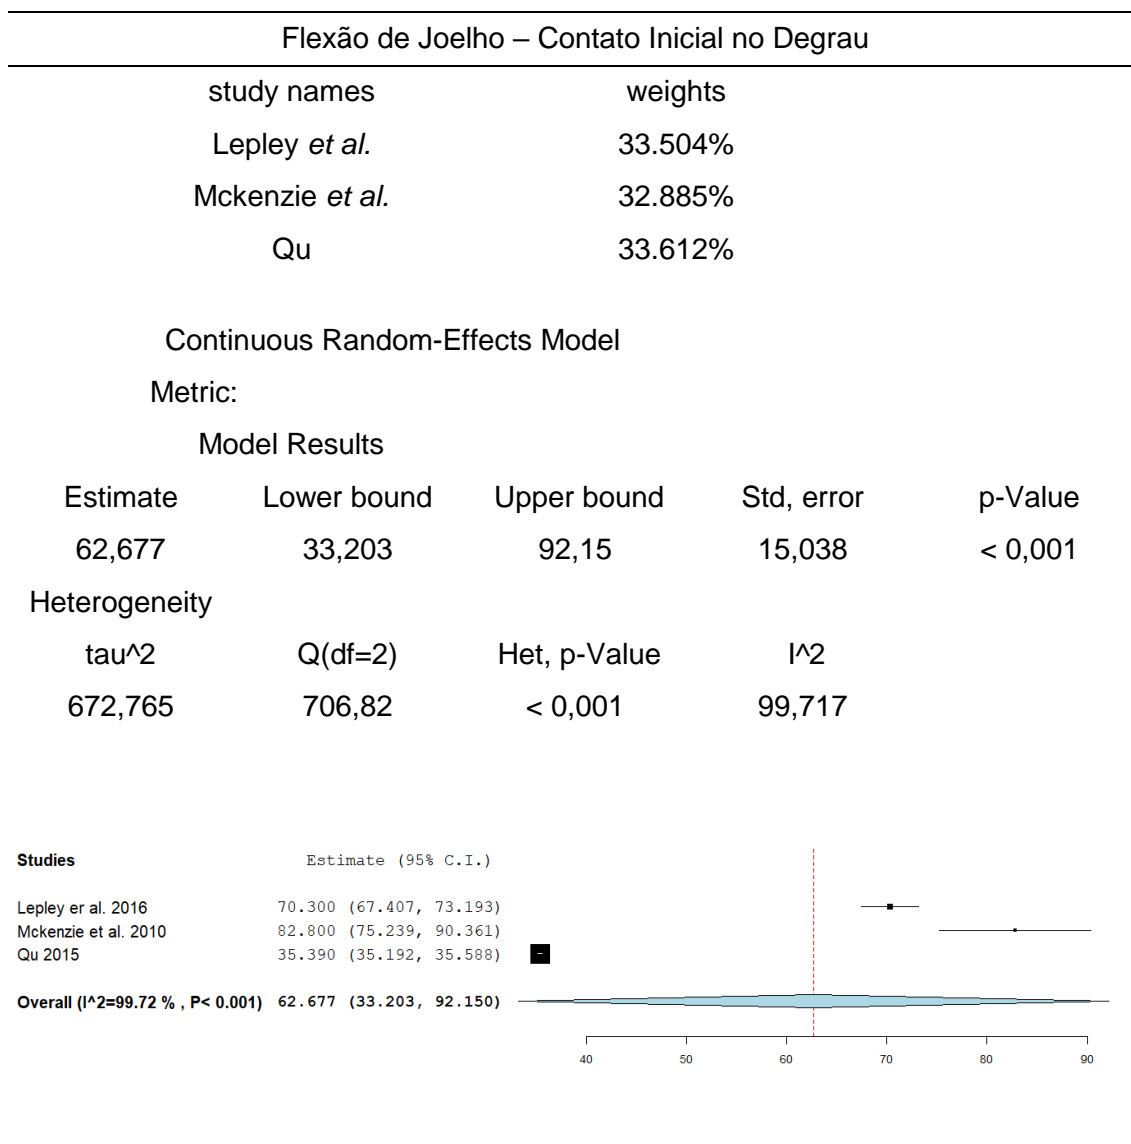 Flexão de Joelho – Contato Inicial no Degrau
study names weights
Lepley et al. 33.504%
Mckenzie et al. 32.885%
Qu 33.612%
Continuous Random-Effects Model
Metric:
Model Results
Estimate Lower bound Upper bound Std, error p-Value
62,677 33,203 92,15 15,038 < 0,001
Heterogeneity
tau^2 Q(df=2) Het, p-Value I^2
672,765 706,82 < 0,001 99,717
Studies Estimate (95% C.I.)
Lepley er al. 2016 70.300 (67.407, 73.193)
Mckenzie et al. 2010 82.800 (75.239, 90.361)
Qu 2015 35.390 (35.192, 35.588)
Overall (I^2=99.72 % , P< 0.001) 62.677 (33.203, 92.150)
40 50 60 70 80 90